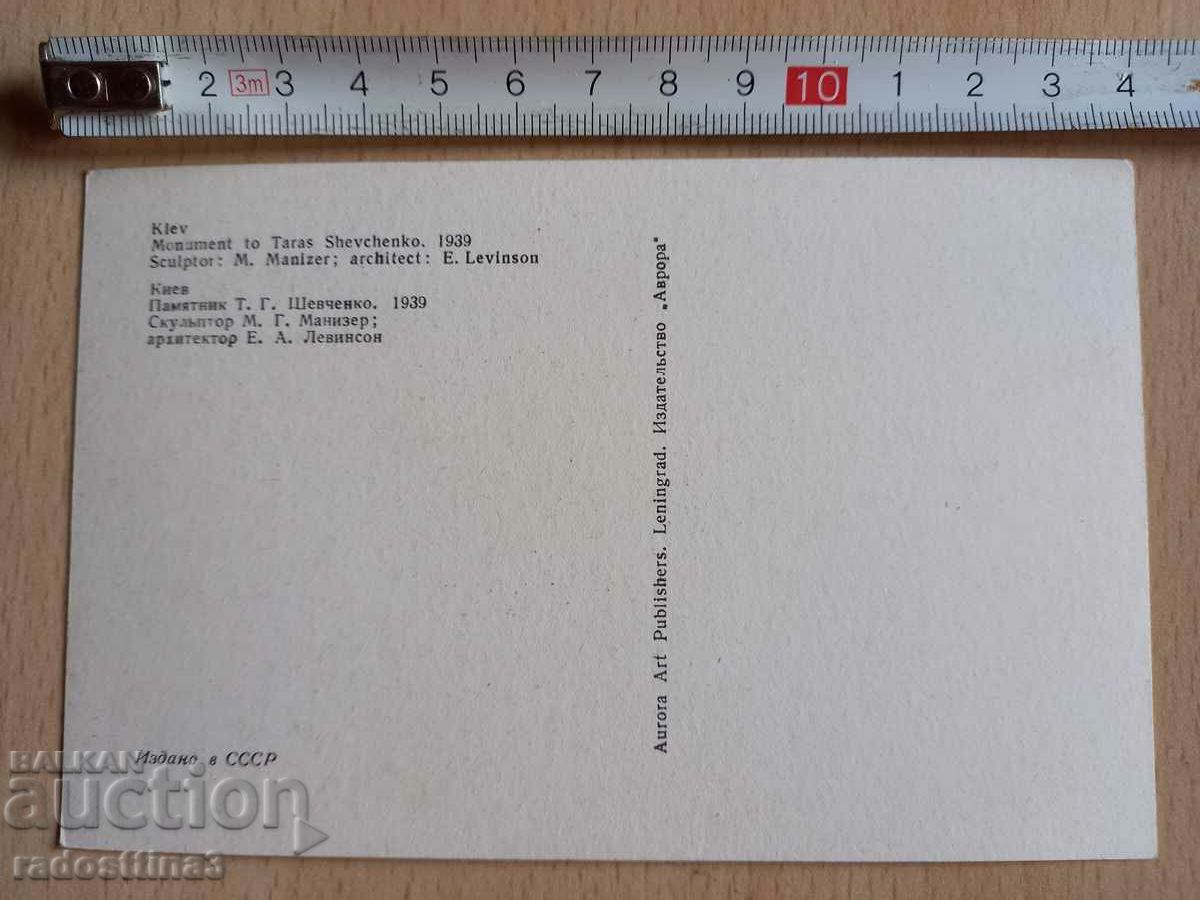 2 3m 3 4 5 6 7 8 9 10 1 2 3 4
Kiev
Monument to Taras Shevchenko. 1939
Sculptor: M. Manizer; architect: E. Levinson
Киев
Памятник Т. Г. Шевченко. 1939
Скульптор М. Г. Манизер;
архитектор Е. А. Левинсон
Aurora Art Publishers. Leningrad. Издательство „Аврора"
Издано в СССР
BALKAN
auction
radosttina3